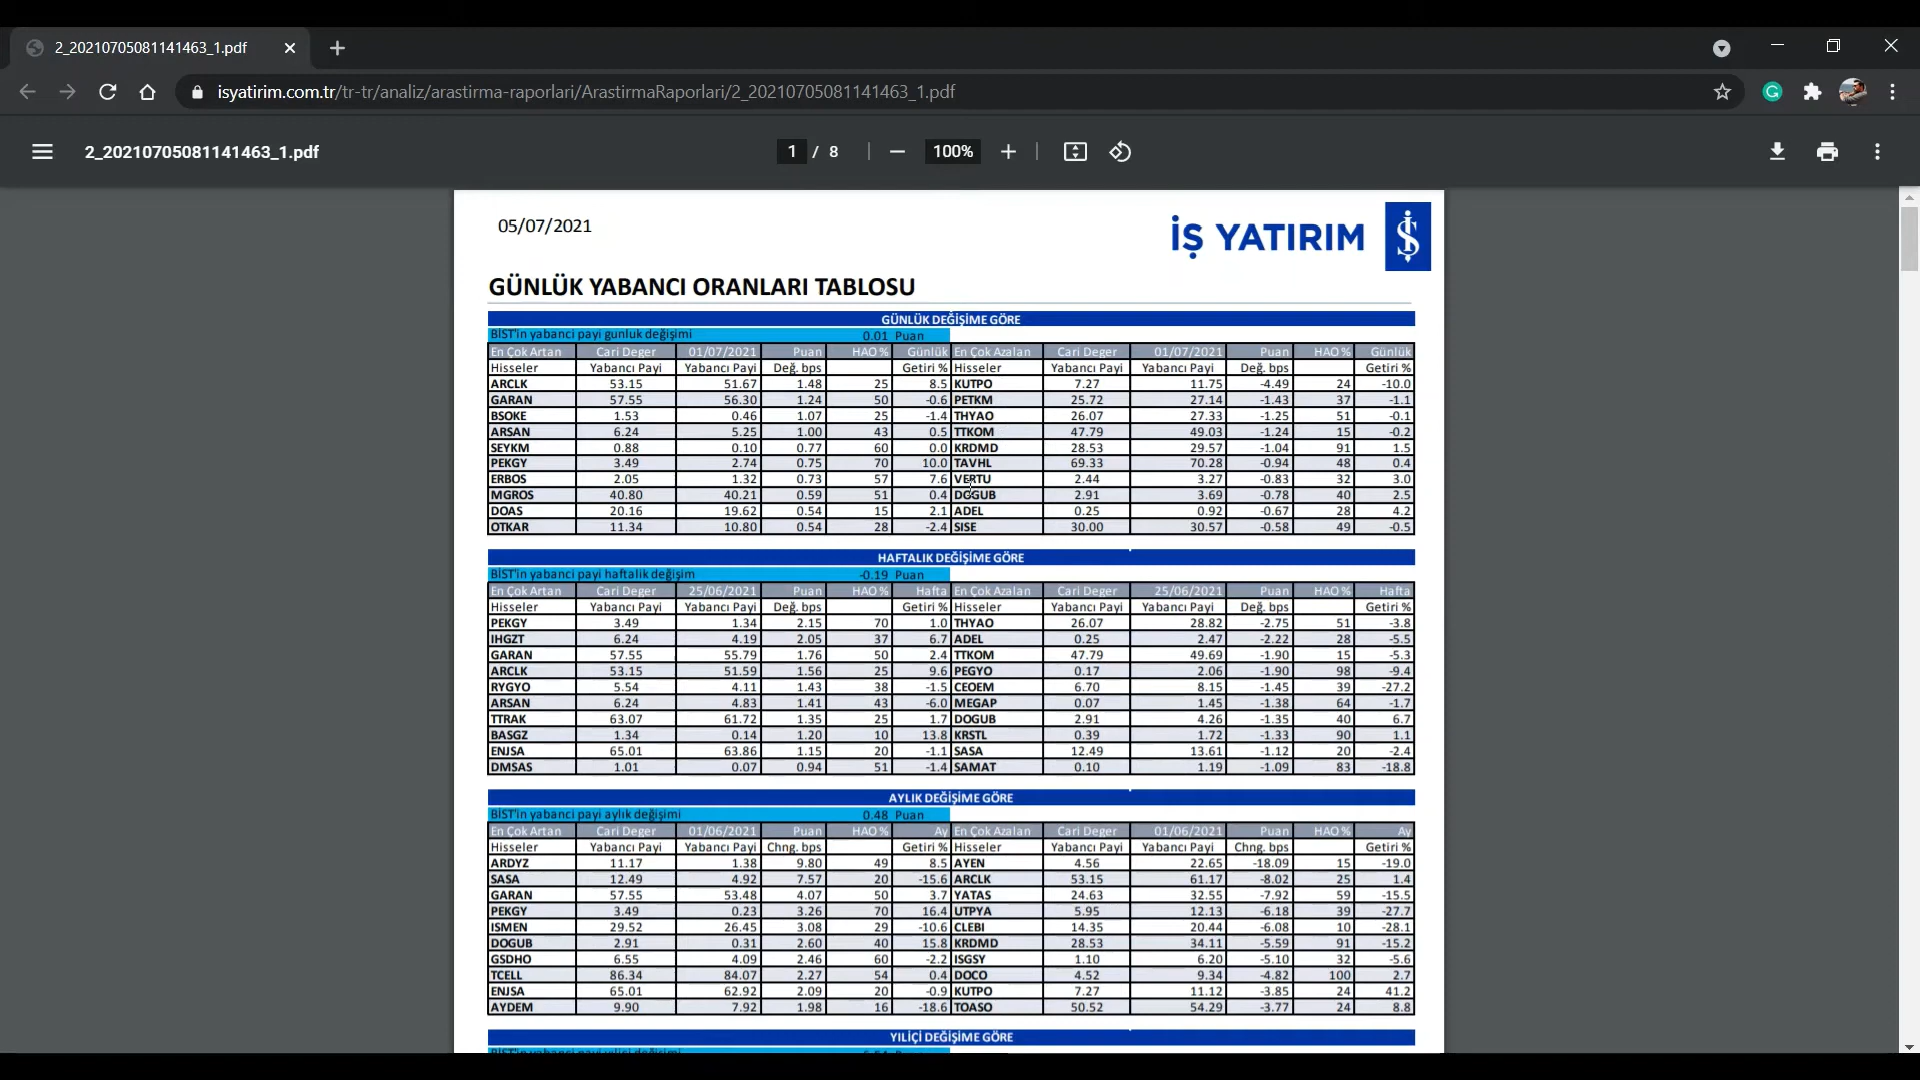 2_20210705081141463_1.pdf
isyatirim.com.tr/tr-tr/analiz/arastirma-raporlari/ArastirmaRaporlari/2_20210705081141463_1.pdf
2_20210705081141463_1.pdf 1 / 8 100%
05/07/2021
İŞ YATIRIM
GÜNLÜK YABANCI ORANLARI TABLOSU
GÜNLÜK DEĞİŞİME GÖRE
BİST'in yabanci payi gunluk değişimi 0.01 Puan
En Çok Artan Cari Deger 01/07/2021 Puan HAO % Günlük En Çok Azalan Cari Deger 01/07/2021 Puan HAO % Günlük
Hisseler Yabancı Payi Yabancı Payi Değ. bps Getiri % Hisseler Yabancı Payi Yabancı Payi Değ. bps Getiri %
ARCLK 53.15 51.67 1.48 25 8.5 KUTPO 7.27 11.75 -4.49 24 -10.0
GARAN 57.55 56.30 1.24 50 -0.6 PETKM 25.72 27.14 -1.43 37 -1.1
BSOKE 1.53 0.46 1.07 25 -1.4 THYAO 26.07 27.33 -1.25 51 -0.1
ARSAN 6.24 5.25 1.00 43 0.5 TTKOM 47.79 49.03 -1.24 15 -0.2
SEYKM 0.88 0.10 0.77 60 0.0 KRDMD 28.53 29.57 -1.04 91 1.5
PEKGY 3.49 2.74 0.75 70 10.0 TAVHL 69.33 70.28 -0.94 48 0.4
ERBOS 2.05 1.32 0.73 57 7.6 VERTU 2.44 3.27 -0.83 32 3.0
MGROS 40.80 40.21 0.59 51 0.4 DOGUB 2.91 3.69 -0.78 40 2.5
DOAS 20.16 19.62 0.54 15 2.1 ADEL 0.25 0.92 -0.67 28 4.2
OTKAR 11.34 10.80 0.54 28 -2.4 SISE 30.00 30.57 -0.58 49 -0.5
HAFTALIK DEĞİŞİME GÖRE
BİST'in yabanci payi haftalik değişim -0.19 Puan
En Çok Artan Cari Deger 25/06/2021 Puan HAO % Hafta En Çok Azalan Cari Deger 25/06/2021 Puan HAO % Hafta
Hisseler Yabancı Payi Yabancı Payi Değ. bps Getiri % Hisseler Yabancı Payi Yabancı Payi Değ. bps Getiri %
PEKGY 3.49 1.34 2.15 70 1.0 THYAO 26.07 28.82 -2.75 51 -3.8
IHGZT 6.24 4.19 2.05 37 6.7 ADEL 0.25 2.47 -2.22 28 -5.5
GARAN 57.55 55.79 1.76 50 2.4 TTKOM 47.79 49.69 -1.90 15 -5.3
ARCLK 53.15 51.59 1.56 25 9.6 PEGYO 0.17 2.06 -1.90 98 -9.4
RYGYO 5.54 4.11 1.43 38 -1.5 CEOEM 6.70 8.15 -1.45 39 -27.2
ARSAN 6.24 4.83 1.41 43 -6.0 MEGAP 0.07 1.45 -1.38 64 -1.7
TTRAK 63.07 61.72 1.35 25 1.7 DOGUB 2.91 4.26 -1.35 40 6.7
BASGZ 1.34 0.14 1.20 10 13.8 KRSTL 0.39 1.72 -1.33 90 1.1
ENJSA 65.01 63.86 1.15 20 -1.1 SASA 12.49 13.61 -1.12 20 -2.4
DMSAS 1.01 0.07 0.94 51 -1.4 SAMAT 0.10 1.19 -1.09 83 -18.8
AYLIK DEĞİŞİME GÖRE
BİST'in yabanci payi aylık değişimi 0.48 Puan
En Çok Artan Cari Deger 01/06/2021 Puan HAO % Ay En Çok Azalan Cari Deger 01/06/2021 Puan HAO % Ay
Hisseler Yabancı Payi Yabancı Payi Chng. bps Getiri % Hisseler Yabancı Payi Yabancı Payi Chng. bps Getiri %
ARDYZ 11.17 1.38 9.80 49 8.5 AYEN 4.56 22.65 -18.09 15 -19.0
SASA 12.49 4.92 7.57 20 -15.6 ARCLK 53.15 61.17 -8.02 25 1.4
GARAN 57.55 53.48 4.07 50 3.7 YATAS 24.63 32.55 -7.92 59 -15.5
PEKGY 3.49 0.23 3.26 70 16.4 UTPYA 5.95 12.13 -6.18 39 -27.7
ISMEN 29.52 26.45 3.08 29 -10.6 CLEBI 14.35 20.44 -6.08 10 -28.1
DOGUB 2.91 0.31 2.60 40 15.8 KRDMD 28.53 34.11 -5.59 91 -15.2
GSDHO 6.55 4.09 2.46 60 -2.2 ISGSY 1.10 6.20 -5.10 32 -5.6
TCELL 86.34 84.07 2.27 54 0.4 DOCO 4.52 9.34 -4.82 100 2.7
ENJSA 65.01 62.92 2.09 20 -0.9 KUTPO 7.27 11.12 -3.85 24 41.2
AYDEM 9.90 7.92 1.98 16 -18.6 TOASO 50.52 54.29 -3.77 24 8.8
YILİÇİ DEĞİŞİME GÖRE